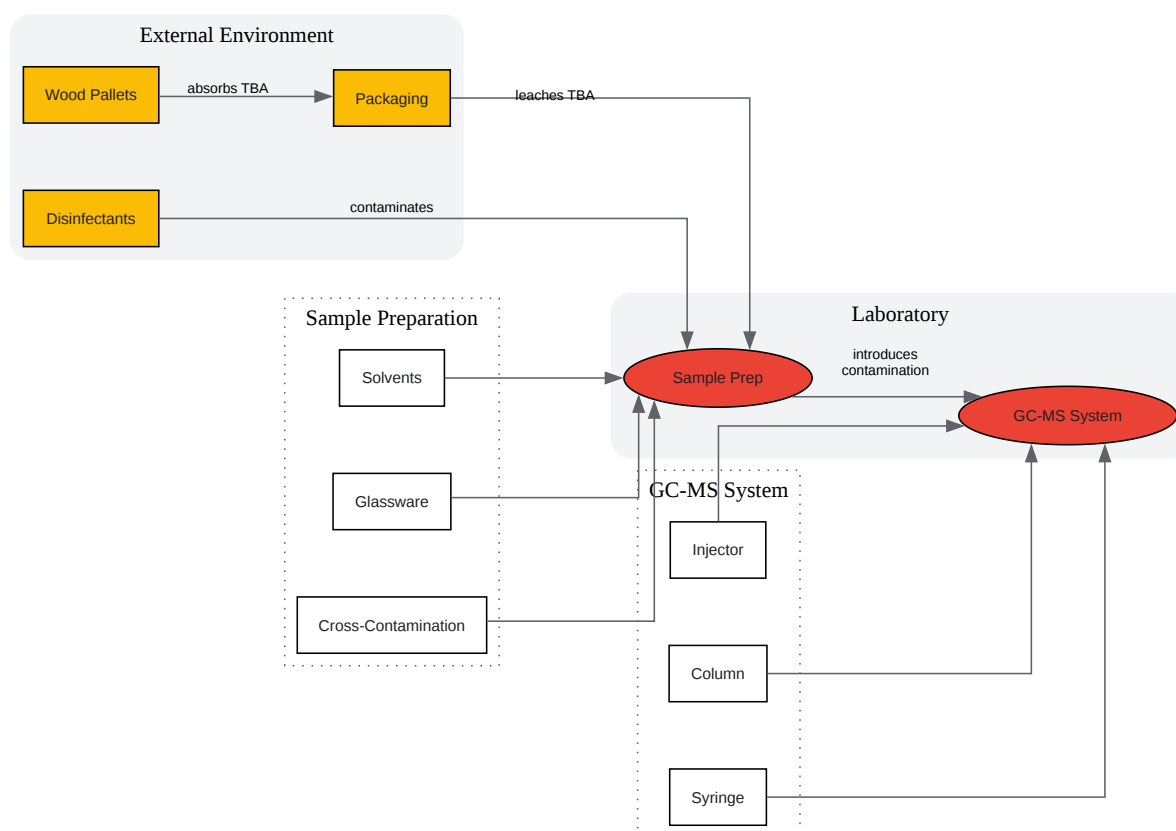 External Environment
Wood Pallets
absorbs TBA
Packaging
leaches TBA
Disinfectants
contaminates
Sample Preparation
Solvents
Glassware
Cross-Contamination
Laboratory
Sample Prep
introduces
contamination
GC-MS System
GC-MS System
Injector
Column
Syringe